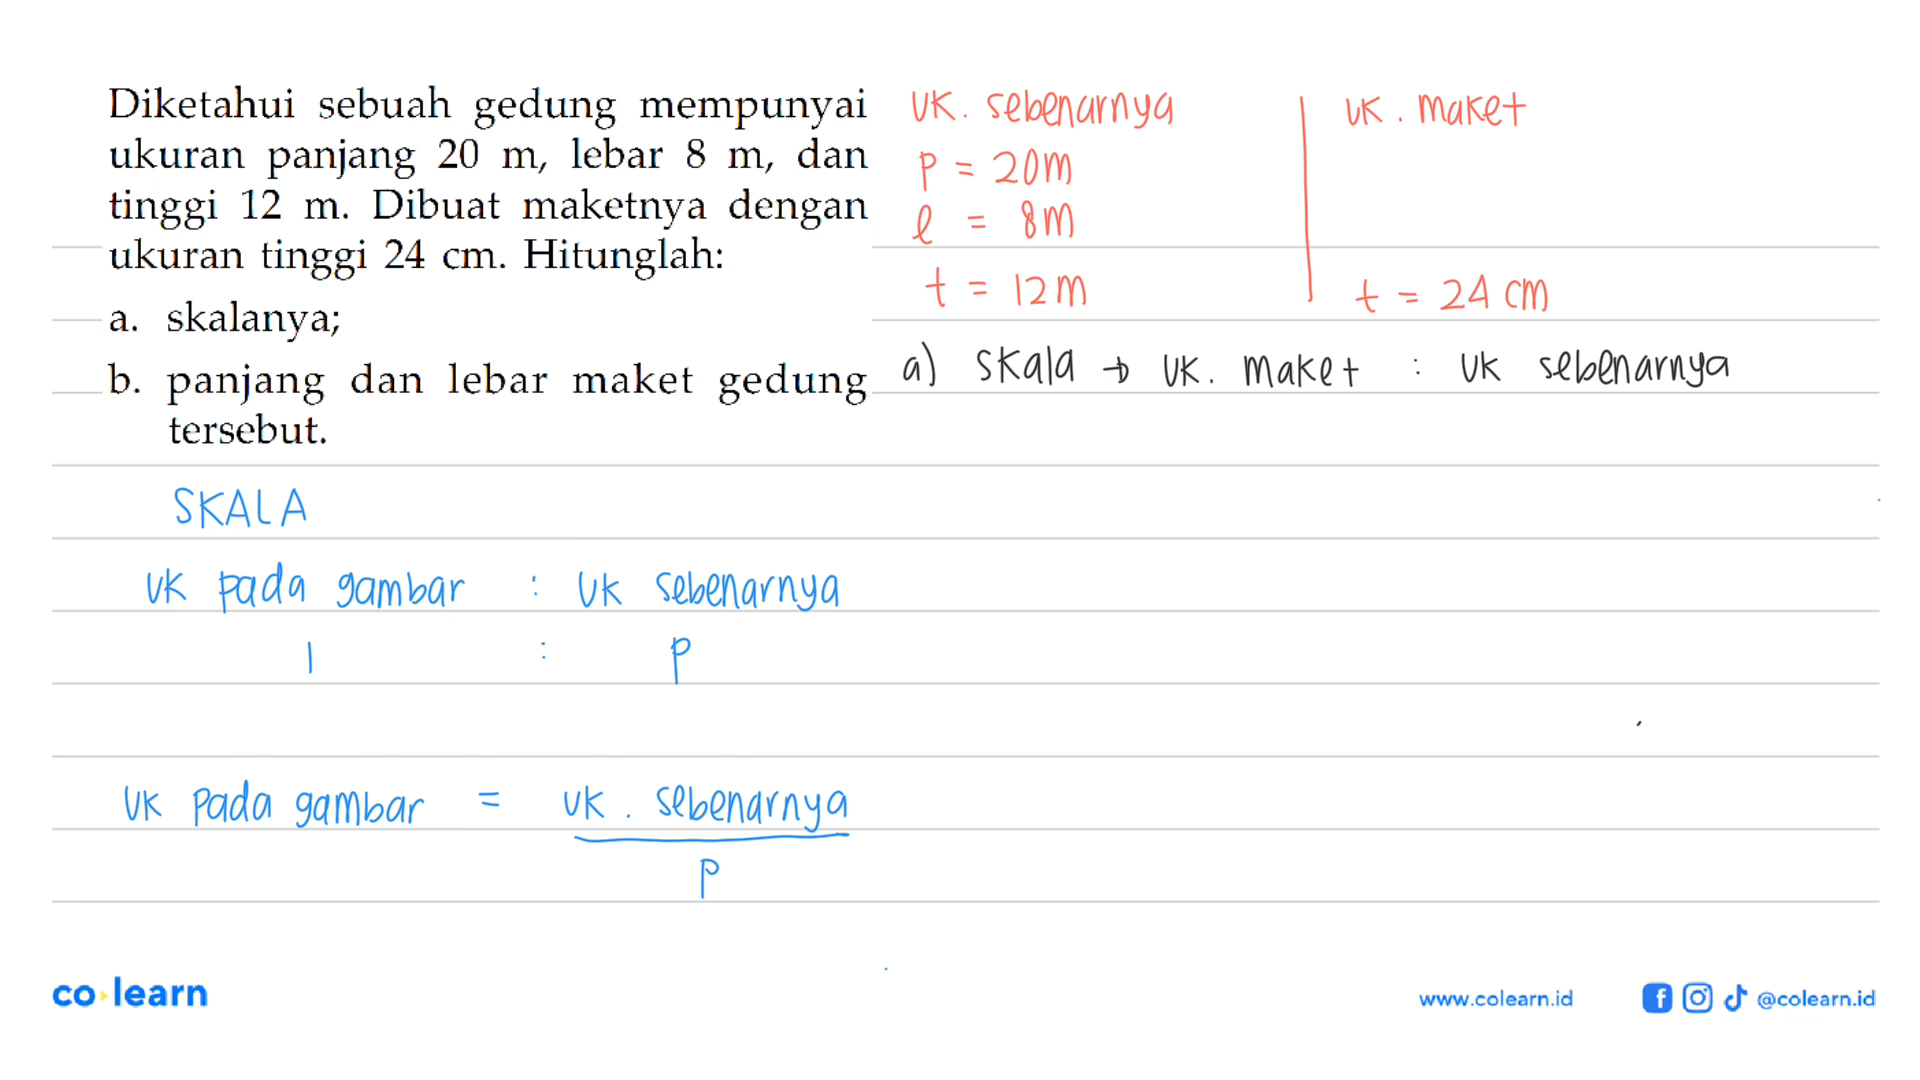 Diketahui sebuah gedung mempunyai
ukuran panjang 20 m, lebar 8 m, dan
tinggi 12 m. Dibuat maketnya dengan
ukuran tinggi 24 cm. Hitunglah:
a. skalanya;
b. panjang dan lebar maket gedung
tersebut.
SKALA
UK pada gambar : UK sebenarnya
1 : P
UK pada gambar = UK. sebenarnya
P
UK. sebenarnya
P = 20m
l = 8m
t = 12m
UK. maket
t = 24 cm
a) skala → UK. maket : UK sebenarnya
co learn
www.colearn.id
@colearn.id